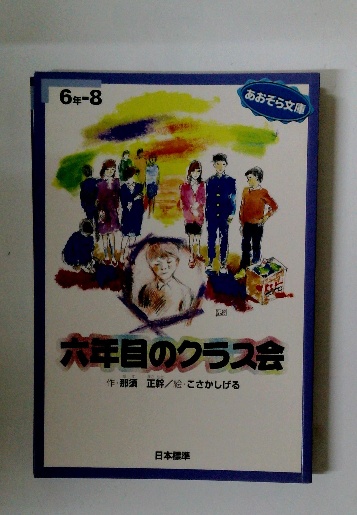 6年-8
あおぞら文庫
六年目のクラス会
作・那須 正幹/絵・こさかしげる
日本標準